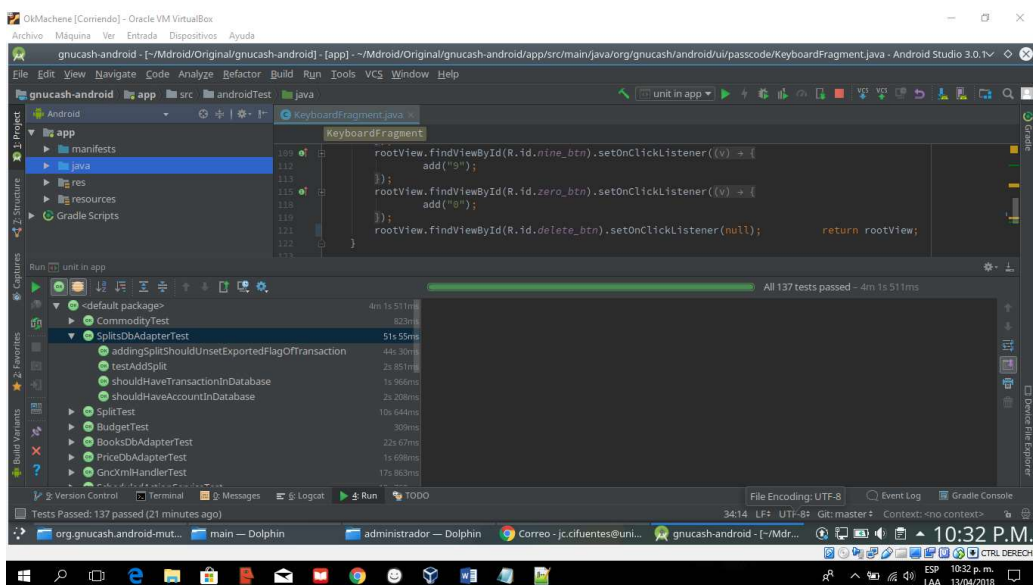 OkMachene [Corriendo] - Oracle VM VirtualBox
Archivo Máquina Ver Entrada Dispositivos Ayuda
gnucash-android - [~/Mdroid/Original/gnucash-android] - [app] - ~/Mdroid/Original/gnucash-android/app/src/main/java/org/gnucash/android/ui/passcode/KeyboardFragment.java - Android Studio 3.0.1
File Edit View Navigate Code Analyze Refactor Build Run Tools VCS Window Help
gnucash-android app src androidTest java unit in app
Android KeyboardFragment.java
KeyboardFragment
1: Project
7: Structure
Captures
2: Favorites
Build Variants
Gradle
Device File Explorer
app
manifests
java
res
resources
Gradle Scripts
109 rootView.findViewById(R.id.nine_btn).setOnClickListener((v) → {
112 add("9");
113 });
115 rootView.findViewById(R.id.zero_btn).setOnClickListener((v) → {
118 add("0");
119 });
121 rootView.findViewById(R.id.delete_btn).setOnClickListener(null); return rootView;
122 }
123
Run unit in app
All 137 tests passed – 4m 1s 511ms
<default package> 4m 1s 511ms
CommodityTest 823ms
SplitsDbAdapterTest 51s 55ms
addingSplitShouldUnsetExportedFlagOfTransaction 44s 30ms
testAddSplit 2s 851ms
shouldHaveTransactionInDatabase 1s 966ms
shouldHaveAccountInDatabase 2s 208ms
SplitTest 10s 644ms
BudgetTest 309ms
BooksDbAdapterTest 22s 67ms
PriceDbAdapterTest 1s 698ms
GncXmlHandlerTest 17s 863ms
9: Version Control Terminal 0: Messages 6: Logcat 4: Run TODO File Encoding: UTF-8 Event Log Gradle Console
Tests Passed: 137 passed (21 minutes ago) 34:14 LF÷ UTF-8÷ Git: master÷ Context: <no context>
org.gnucash.android-mut... main — Dolphin administrador — Dolphin Correo - jc.cifuentes@uni... gnucash-android - [~/Mdr... 10:32 P.M.
CTRL DERECH
ESP 10:32 p. m.
LAA 13/04/2018